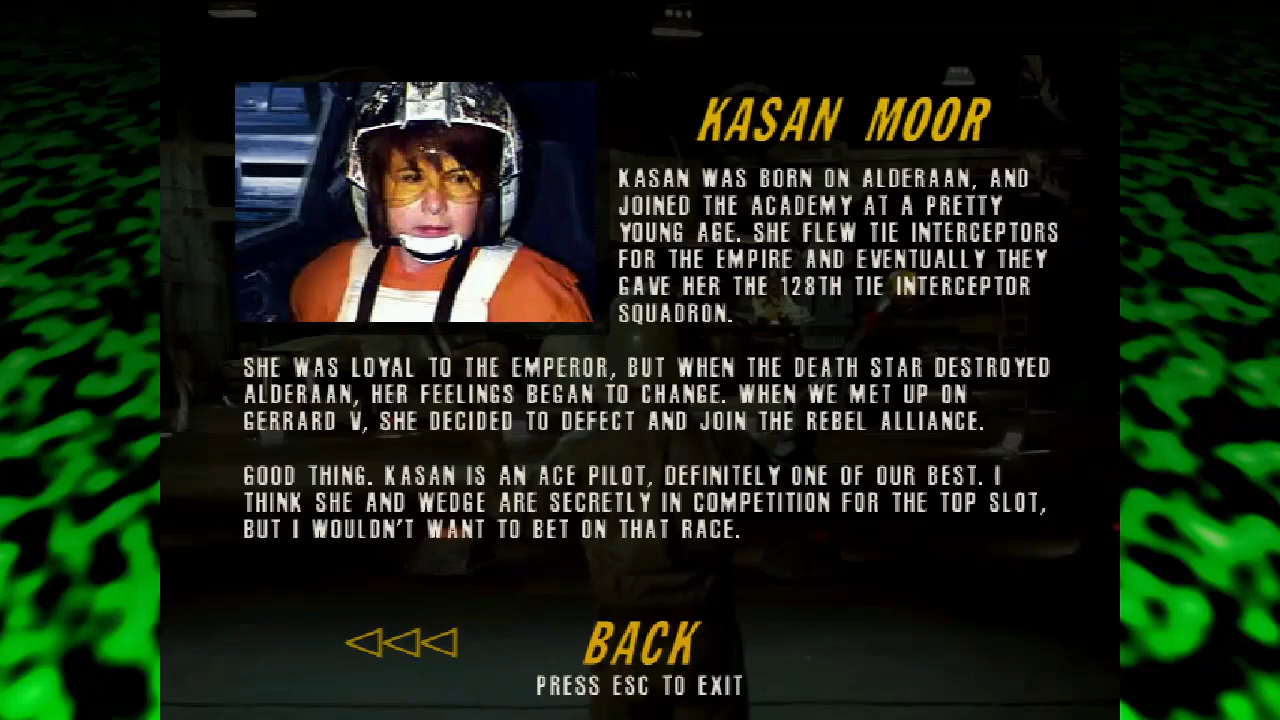 KASAN MOOR
KASAN WAS BORN ON ALDERAAN, AND
JOINED THE ACADEMY AT A PRETTY
YOUNG AGE. SHE FLEW TIE INTERCEPTORS
FOR THE EMPIRE AND EVENTUALLY THEY
GAVE HER THE 128TH TIE INTERCEPTOR
SQUADRON.
SHE WAS LOYAL TO THE EMPEROR, BUT WHEN THE DEATH STAR DESTROYED
ALDERAAN, HER FEELINGS BEGAN TO CHANGE. WHEN WE MET UP ON
GERRARD V, SHE DECIDED TO DEFECT AND JOIN THE REBEL ALLIANCE.
GOOD THING. KASAN IS AN ACE PILOT, DEFINITELY ONE OF OUR BEST. I
THINK SHE AND WEDGE ARE SECRETLY IN COMPETITION FOR THE TOP SLOT,
BUT I WOULDN'T WANT TO BET ON THAT RACE.
BACK
PRESS ESC TO EXIT